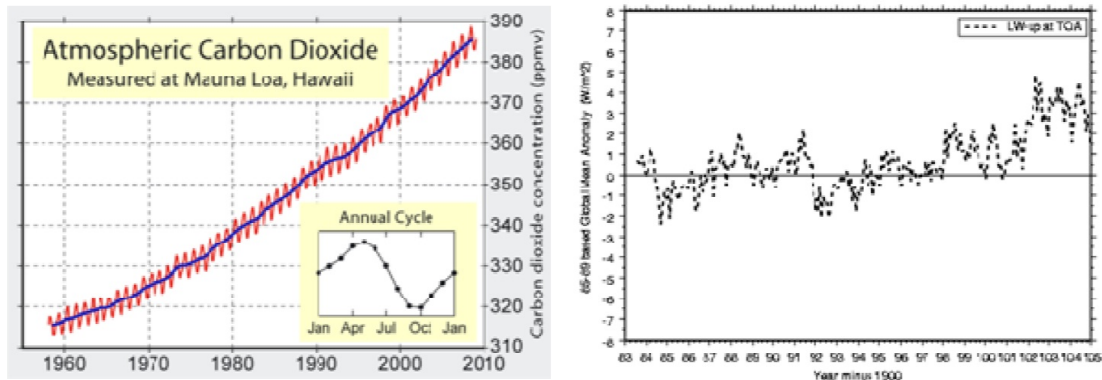 Atmospheric Carbon Dioxide
Measured at Mauna Loa, Hawaii
390
380
370
360
350
340
330
320
310
Carbon dioxide concentration (ppmv)
Annual Cycle
Jan Apr Jul Oct Jan
1960 1970 1980 1990 2000 2010
LW-up at TOA
8
7
6
5
4
3
2
1
0
-1
-2
-3
-4
-5
-6
-7
-8
85-89 based Global Mean Anomaly (W/m^2)
83 84 85 86 87 88 89 90 91 92 93 94 95 96 97 98 99 100 101 102 103 104 105
Year minus 1900